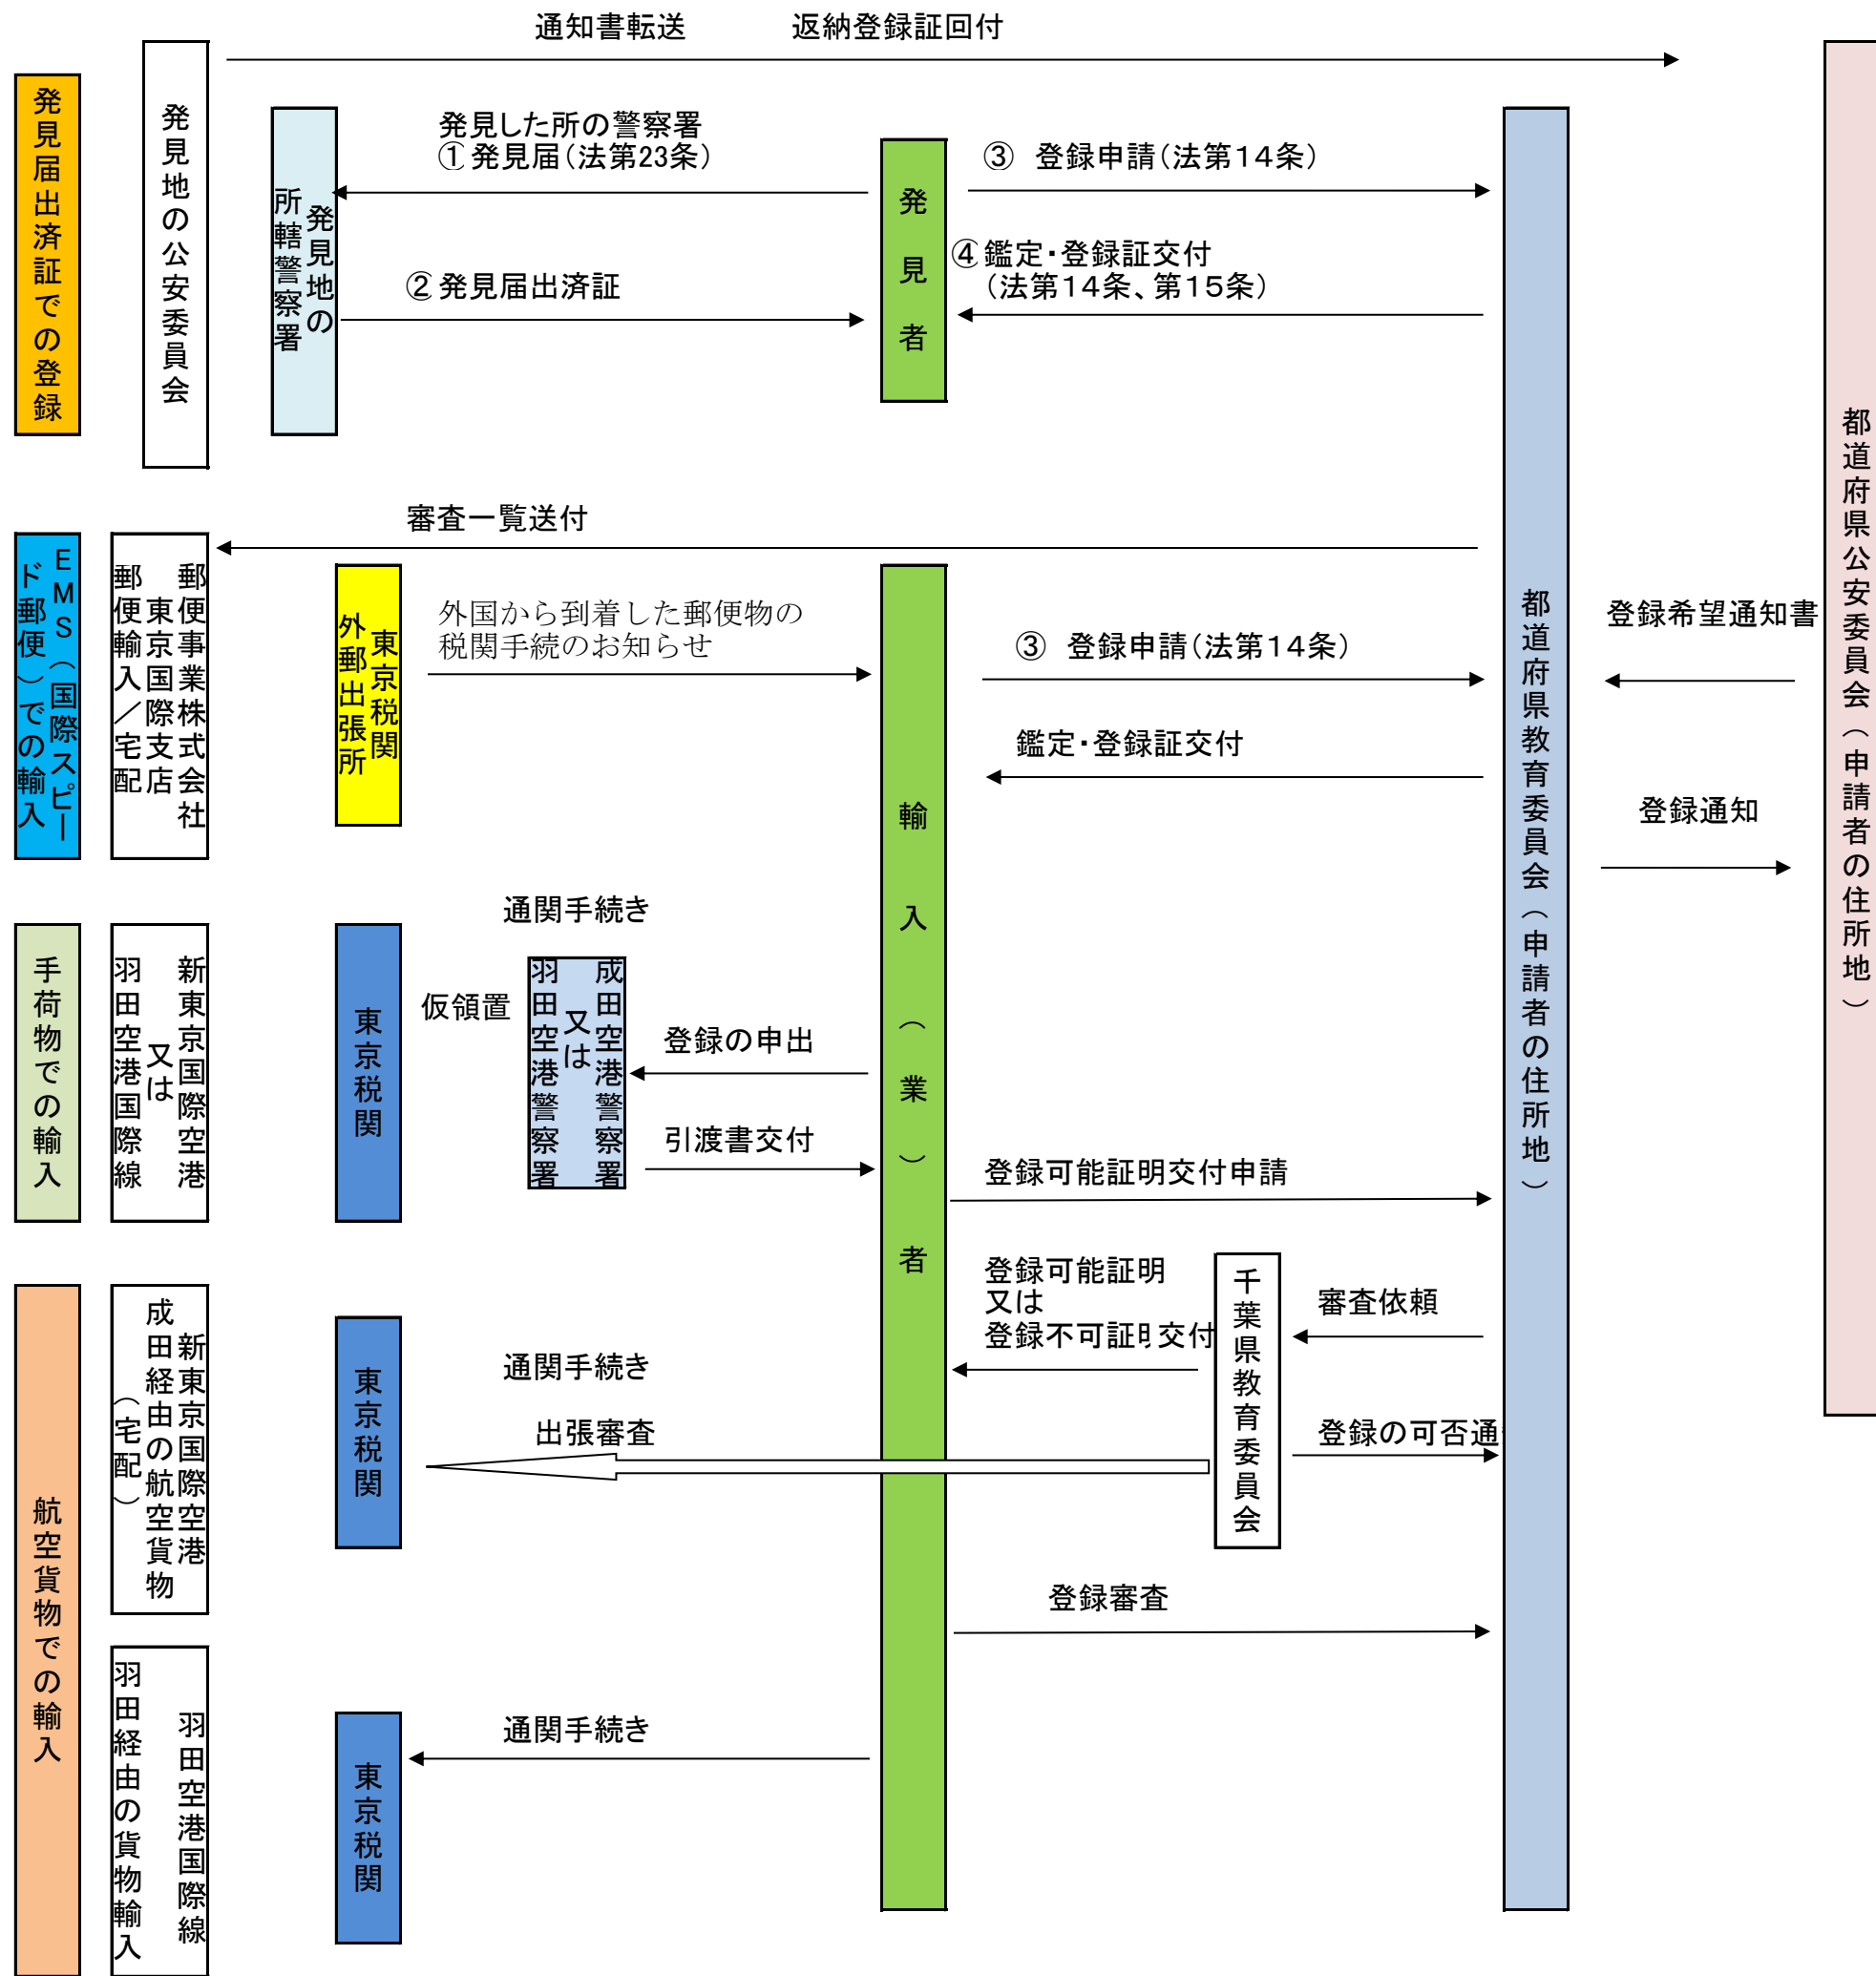 通知書転送 返納登録証回付
発見届出済証での登録
発見地の公安委員会
発見地の
所轄警察署
発見した所の警察署
①発見届(法第23条)
②発見届出済証
発見者
③ 登録申請(法第14条)
④鑑定・登録証交付
(法第14条、第15条)
都道府県教育委員会(申請者の住所地)
都道府県公安委員会(申請者の住所地)
登録希望通知書
登録通知
審査一覧送付
EMS(国際スピー
ド郵便)での輸入
郵便事業株式会社
東京国際支店
郵便輸入/宅配
東京税関
外郵出張所
外国から到着した郵便物の
税関手続のお知らせ
輸入(業)者
③ 登録申請(法第14条)
鑑定・登録証交付
手荷物での輸入
新東京国際空港
又は
羽田空港国際線
東京税関
通関手続き
仮領置
成田空港警察署
又は
羽田空港警察署
登録の申出
引渡書交付
登録可能証明交付申請
航空貨物での輸入
新東京国際空港
成田経由の航空貨物
(宅配)
東京税関
通関手続き
出張審査
登録可能証明
又は
登録不可証明交付
千葉県教育委員会
審査依頼
登録の可否通
登録審査
羽田空港国際線
羽田経由の貨物輸入
東京税関
通関手続き